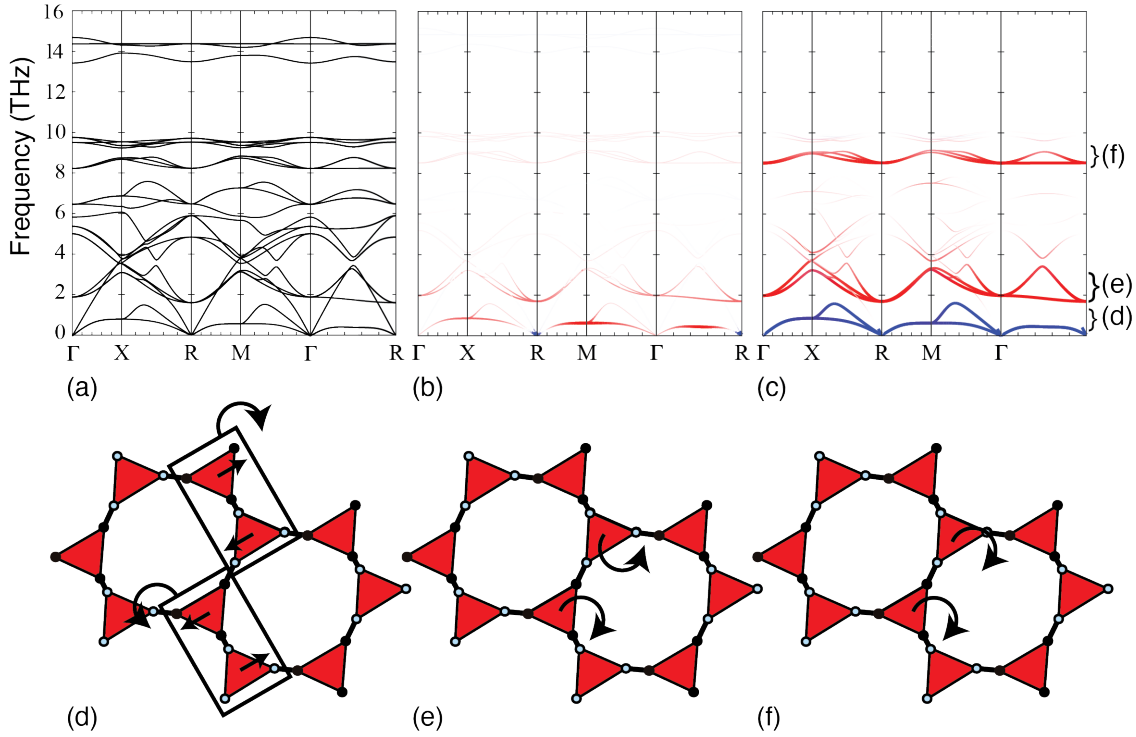 Frequency (THz)
16
14
12
10
8
6
4
2
0
Γ X R M Γ R
Γ X R M Γ R
Γ X R M Γ
}(f)
}(e)
}(d)
(a)
(b)
(c)
(d)
(e)
(f)